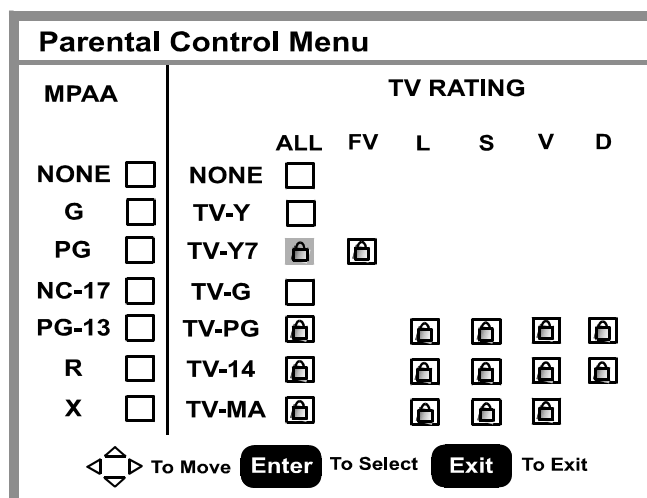 Parental Control Menu
MPAA TV RATING
ALL FV L S V D
NONE NONE
G TV-Y
PG TV-Y7
NC-17 TV-G
PG-13 TV-PG
R TV-14
X TV-MA
To Move Enter To Select Exit To Exit